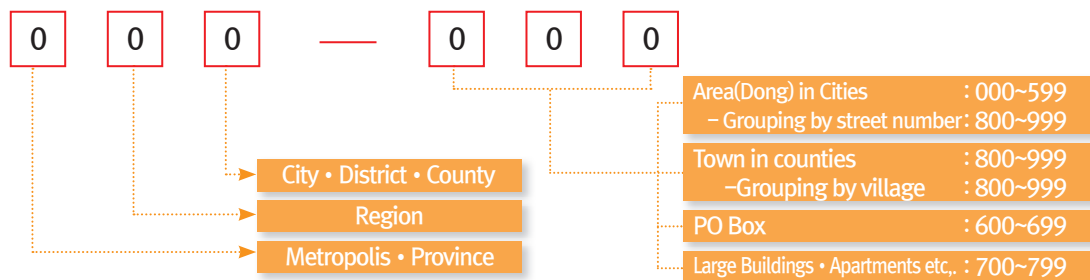 0 0 0 — 0 0 0
Area(Dong) in Cities : 000~599
– Grouping by street number : 800~999
Town in counties : 800~999
–Grouping by village : 800~999
PO Box : 600~699
Large Buildings • Apartments etc,. : 700~799
City • District • County
Region
Metropolis • Province